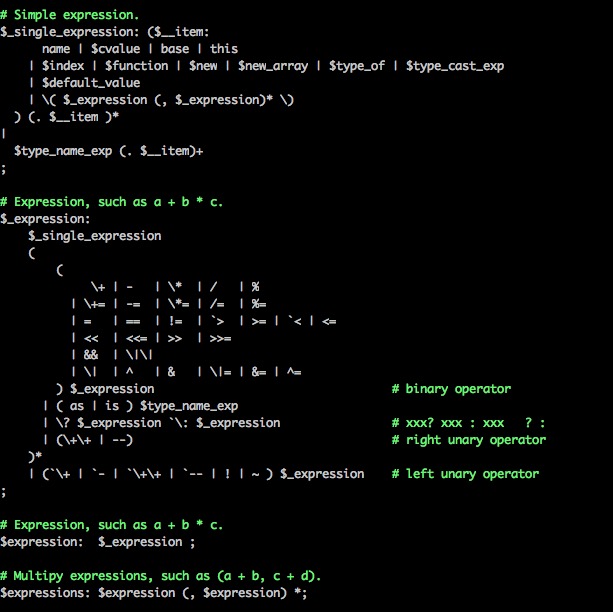 # Simple expression.
$_single_expression: ($__item:
name | $cvalue | base | this
| $index | $function | $new | $new_array | $type_of | $type_cast_exp
| $default_value
| \( $_expression (, $_expression)* \)
) (. $__item )*
|
$type_name_exp (. $__item)+
;
# Expression, such as a + b * c.
$_expression:
$_single_expression
(
(
\+ | - | \* | / | %
| \+= | -= | \*= | /= | %=
| = | == | != | `> | >= | `< | <=
| << | <<= | >> | >>=
| && | \|\|
| \| | ^ | & | \|= | &= | ^=
) $_expression # binary operator
| ( as | is ) $type_name_exp
| \? $_expression `\: $_expression # xxx? xxx : xxx ? :
| (\+\+ | --) # right unary operator
)*
| (`\+ | `- | `\+\+ | `-- | ! | ~ ) $_expression # left unary operator
;
# Expression, such as a + b * c.
$expression: $_expression ;
# Multipy expressions, such as (a + b, c + d).
$expressions: $expression (, $expression) *;